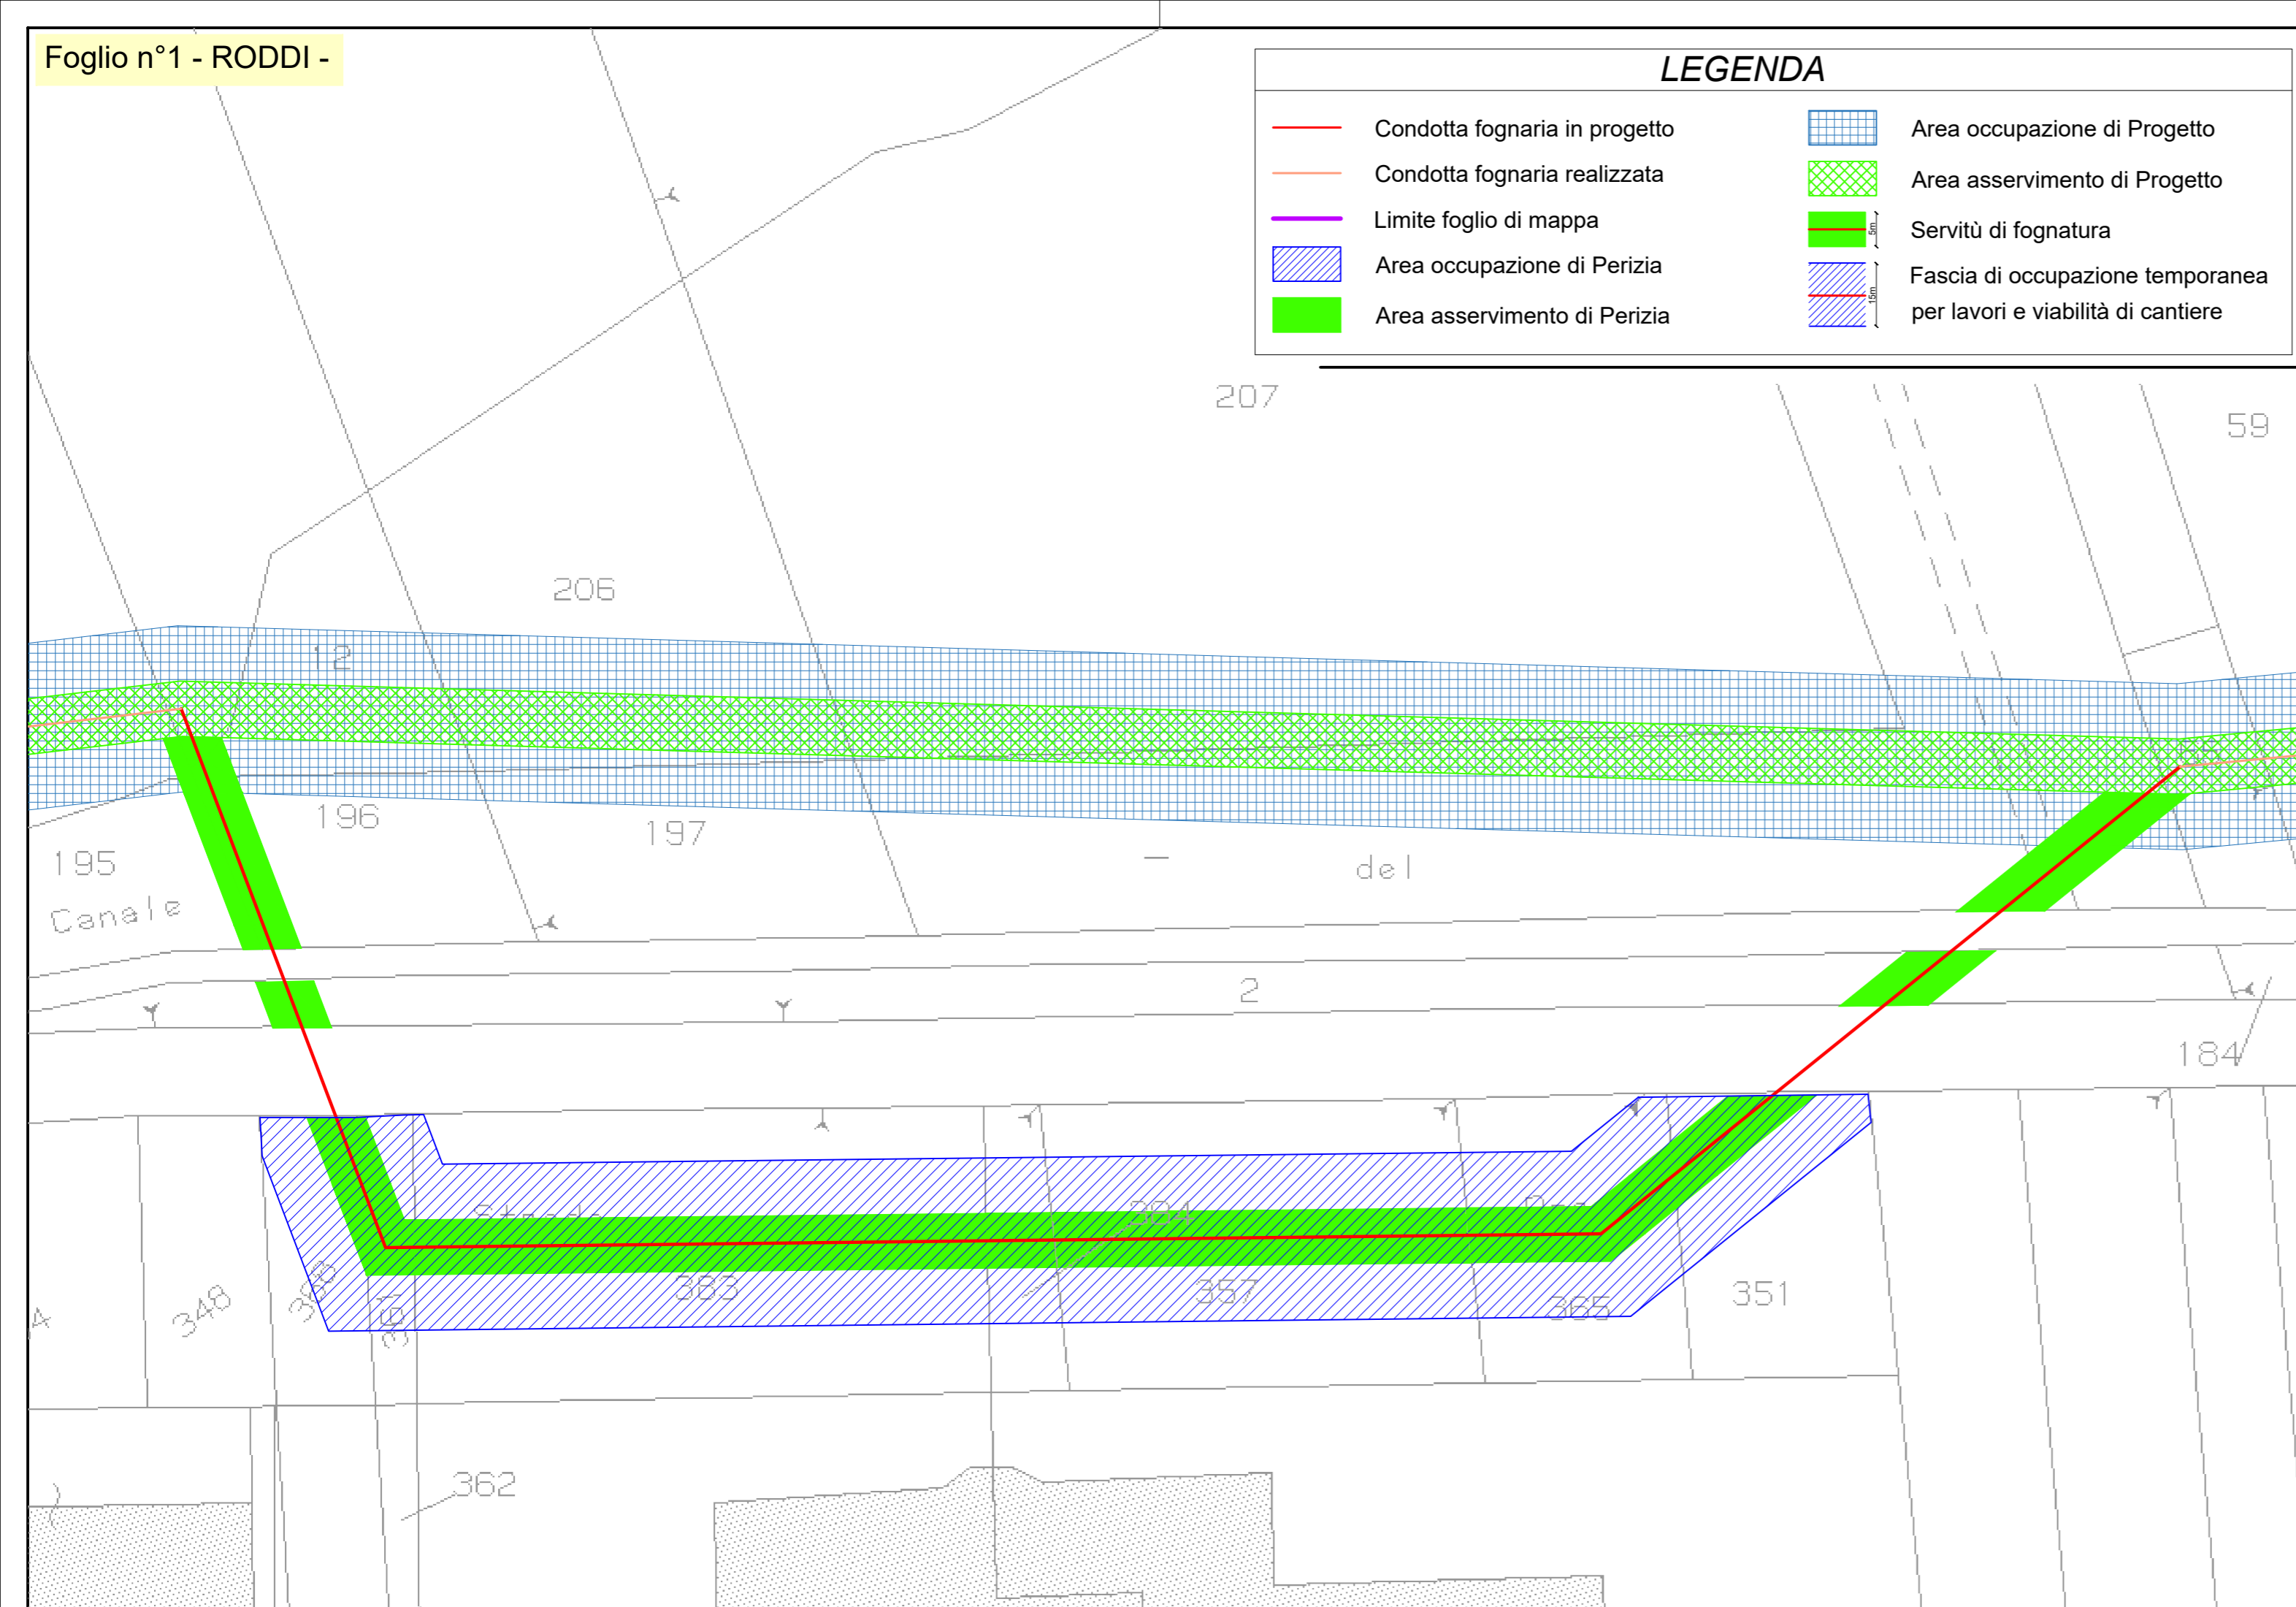 Foglio n°1 - RODDI -
LEGENDA
Condotta fognaria in progetto
Condotta fognaria realizzata
Limite foglio di mappa
Area occupazione di Perizia
Area asservimento di Perizia
Area occupazione di Progetto
Area asservimento di Progetto
5m
Servitù di fognatura
15m
Fascia di occupazione temporanea
per lavori e viabilità di cantiere
207
59
206
12
196
197
195
del
Canale
2
184
384
383
357
365
351
348
362